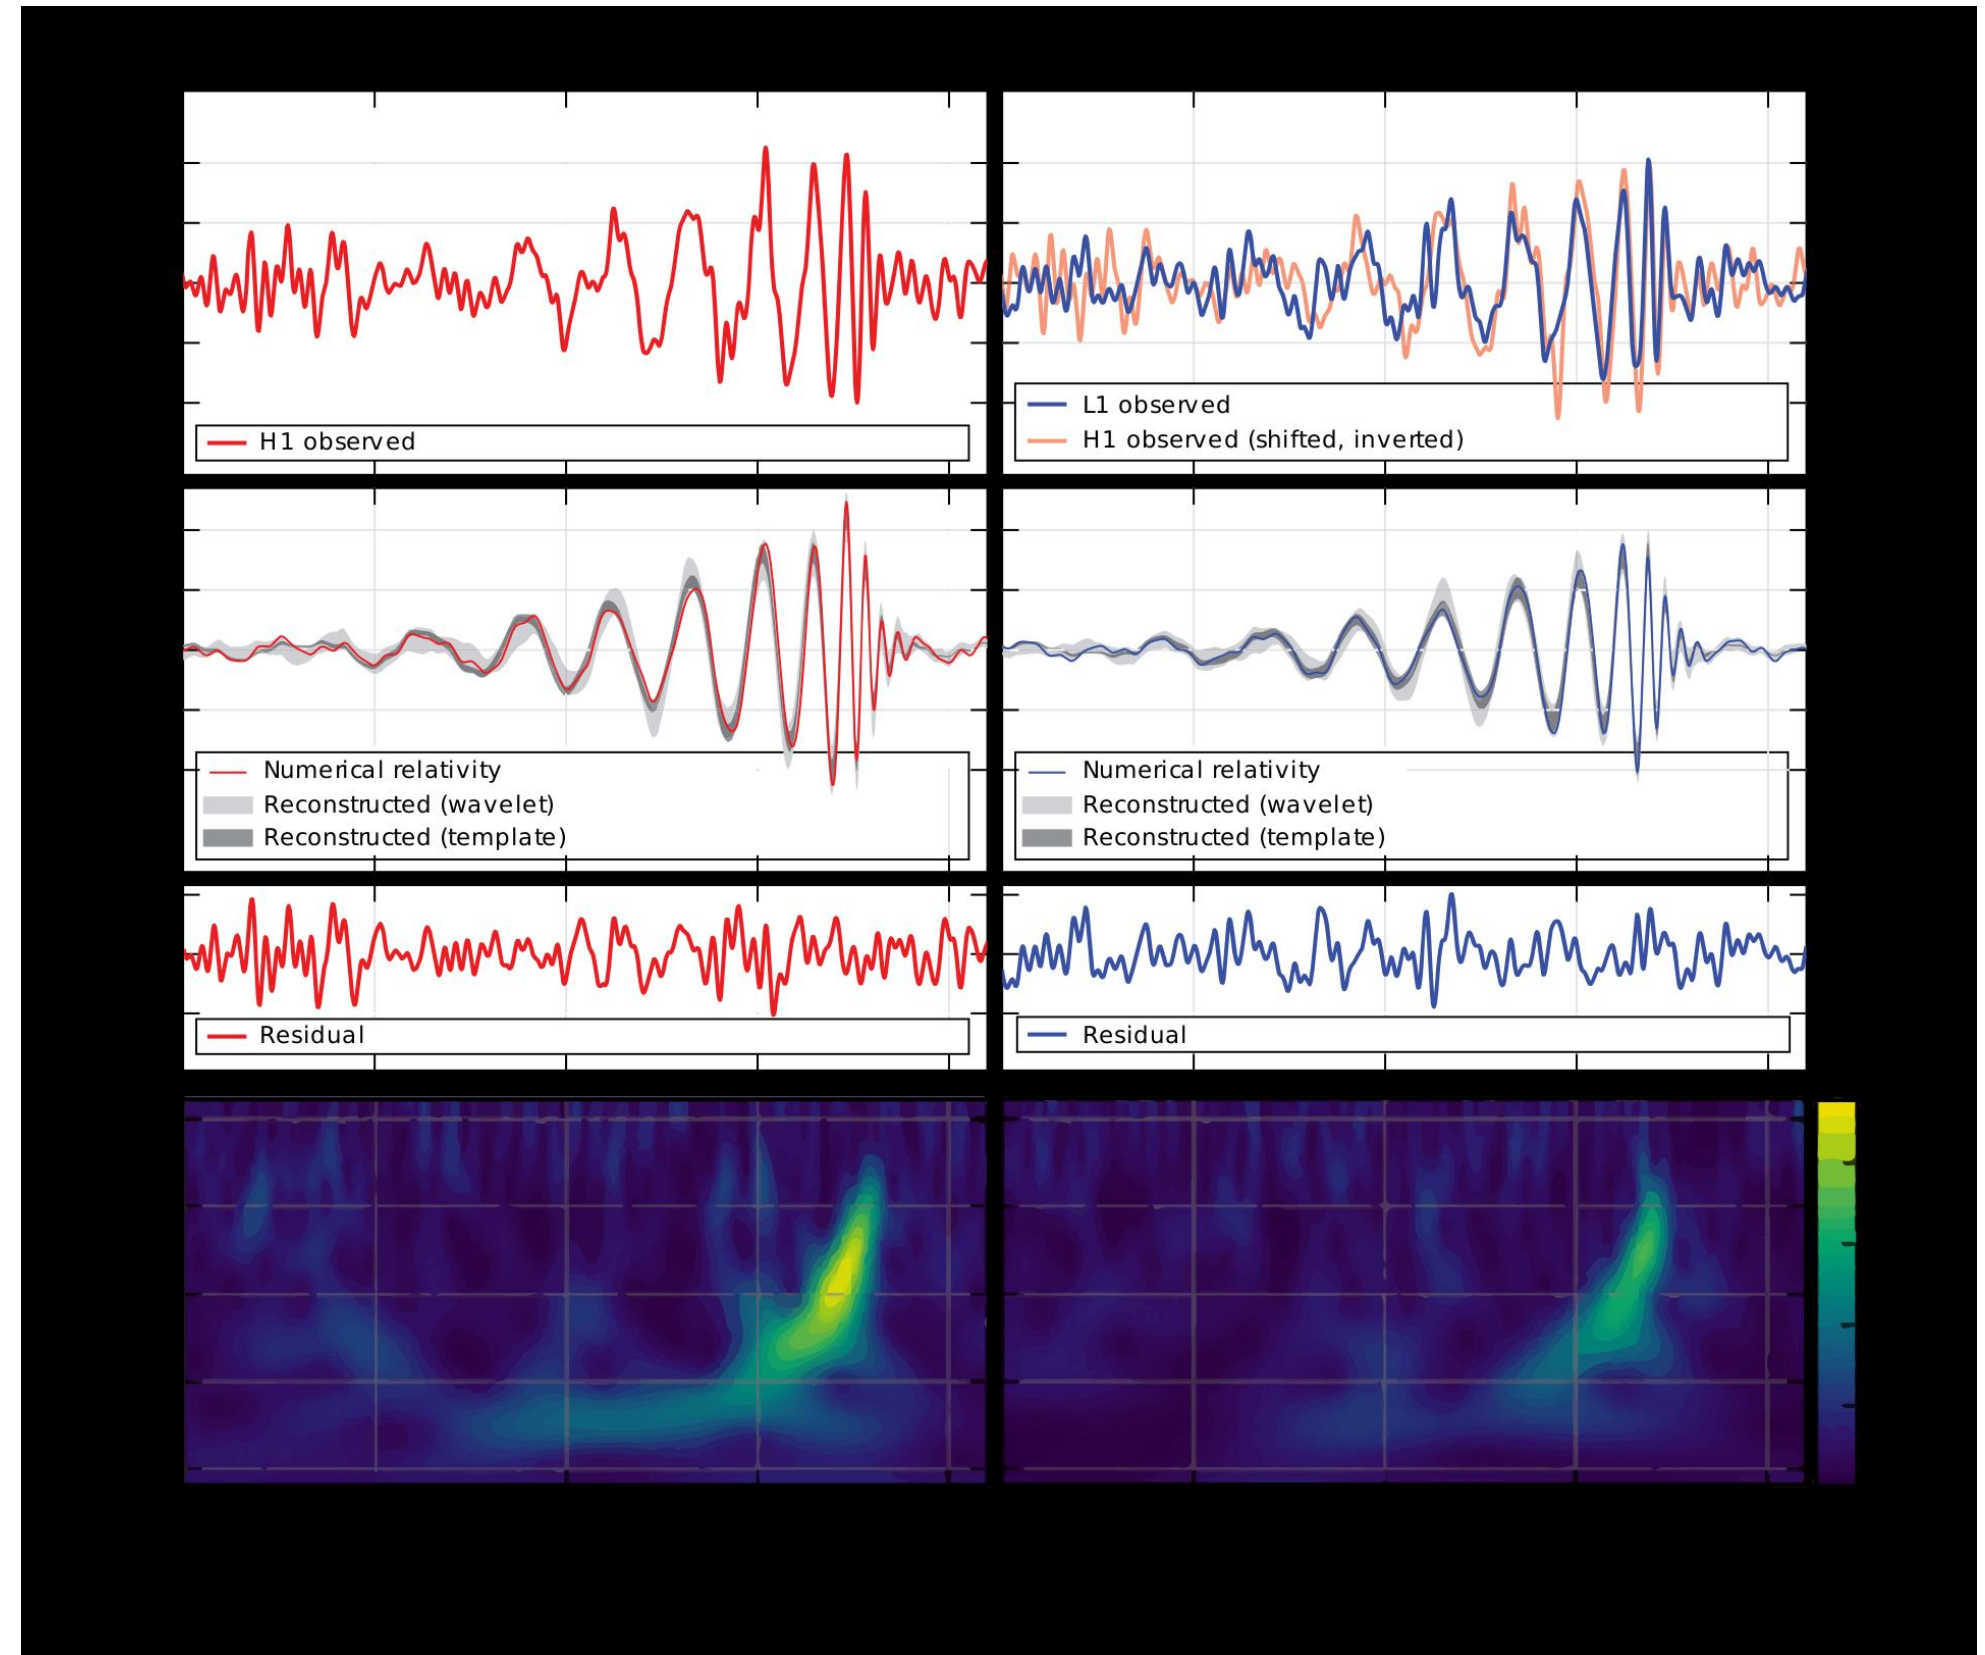 H1 observed
L1 observed
H1 observed (shifted, inverted)
Numerical relativity
Reconstructed (wavelet)
Reconstructed (template)
Numerical relativity
Reconstructed (wavelet)
Reconstructed (template)
Residual
Residual